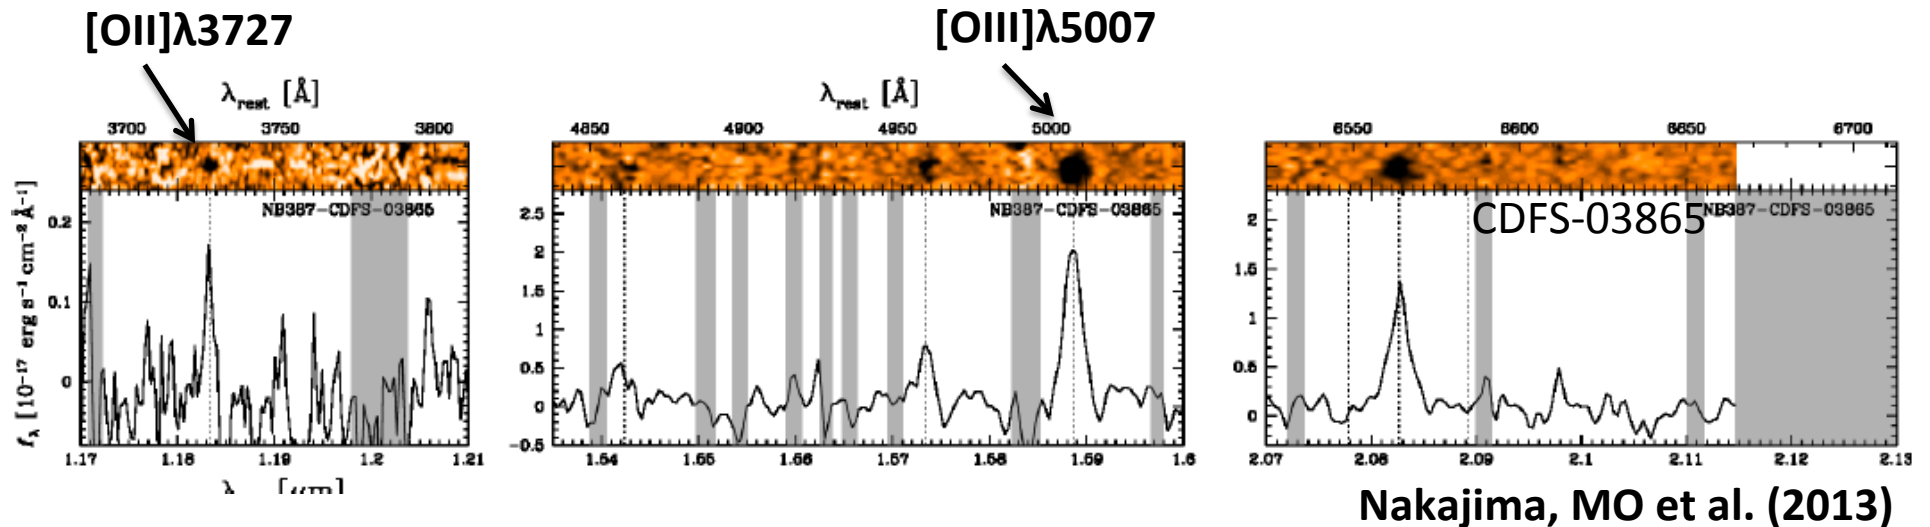 [OII]λ3727
[OIII]λ5007
λrest [Å]
λrest [Å]
3700 3750 3800
4850 4900 4950 5000
6550 6600 6650 6700
NB387-CDFS-03865
NB387-CDFS-03865
CDFS-03865
NB387-CDFS-03865
fλ [10⁻¹⁷ erg s⁻¹ cm⁻² Å⁻¹]
0.2
0.1
0
2.5
2
1.5
1
0.5
0
-0.5
2
1.5
1
0.5
0
1.17 1.18 1.19 1.2 1.21
1.54 1.55 1.56 1.57 1.58 1.59 1.6
2.07 2.08 2.09 2.1 2.11 2.12 2.13
Nakajima, MO et al. (2013)